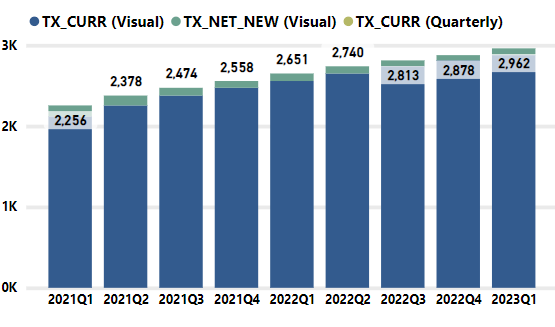 TX_CURR (Visual) TX_NET_NEW (Visual) TX_CURR (Quarterly)
3K
2,256 2,378 2,474 2,558 2,651 2,740 2,813 2,878 2,962
2K
1K
0K
2021Q1 2021Q2 2021Q3 2021Q4 2022Q1 2022Q2 2022Q3 2022Q4 2023Q1